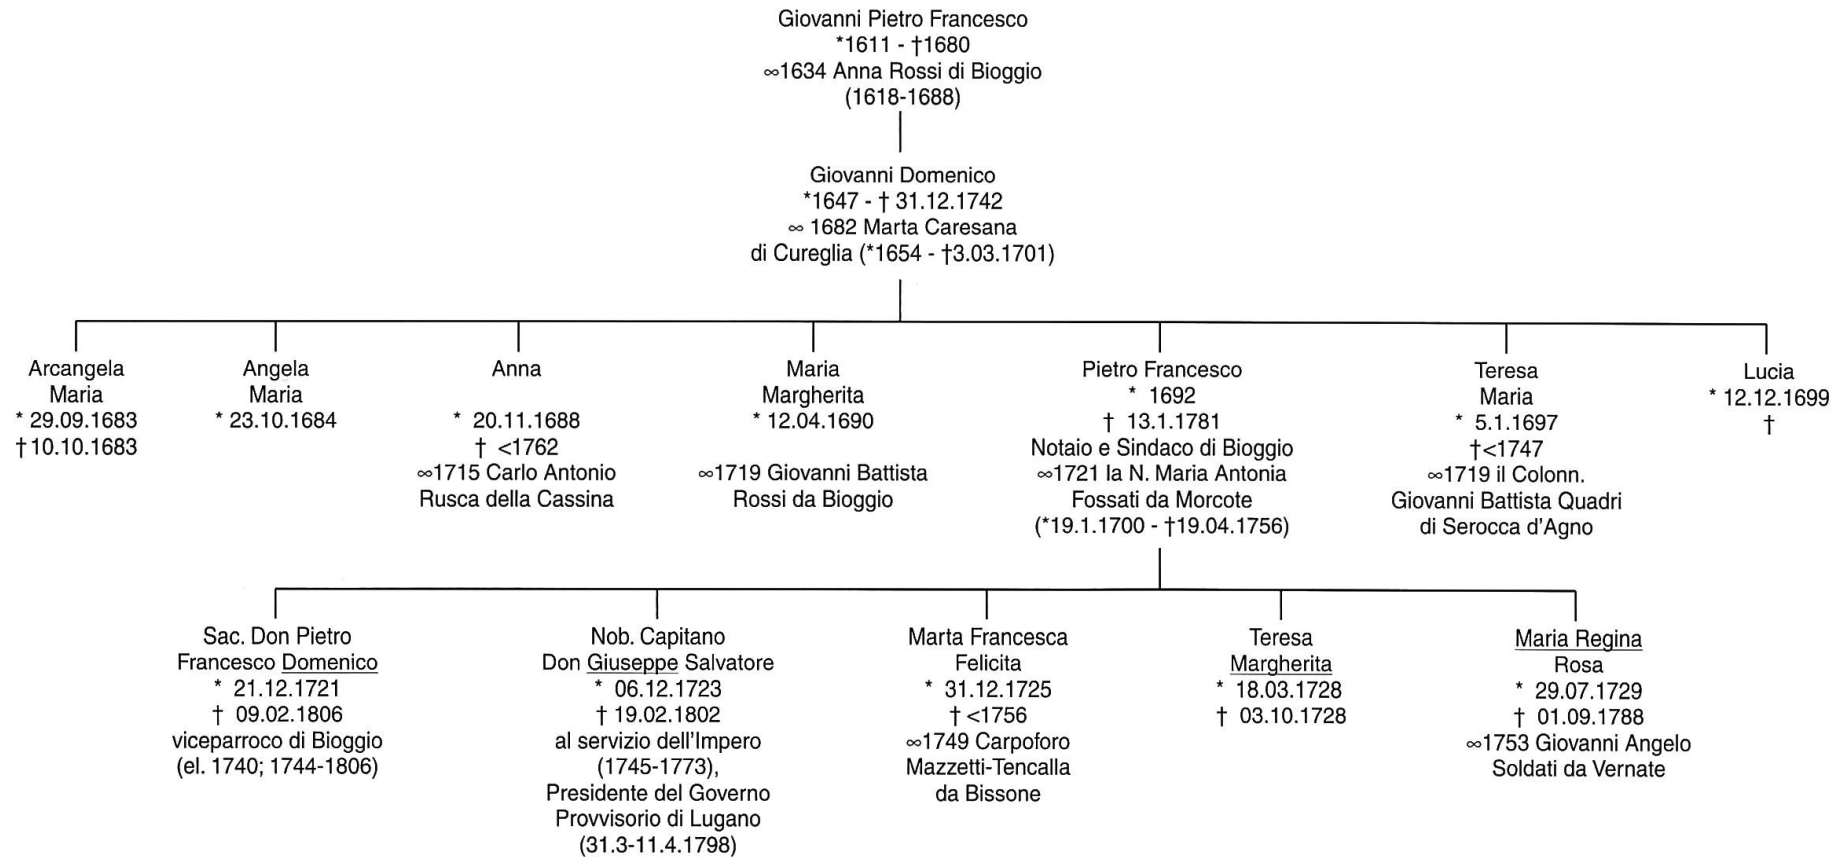 Giovanni Pietro Francesco
*1611 - †1680
∞1634 Anna Rossi di Bioggio
(1618-1688)
Giovanni Domenico
*1647 - † 31.12.1742
∞ 1682 Marta Caresana
di Cureglia (*1654 - †3.03.1701)
Arcangela
Maria
* 29.09.1683
†10.10.1683
Angela
Maria
* 23.10.1684
Anna
* 20.11.1688
† <1762
∞1715 Carlo Antonio
Rusca della Cassina
Maria
Margherita
* 12.04.1690
∞1719 Giovanni Battista
Rossi da Bioggio
Pietro Francesco
* 1692
† 13.1.1781
Notaio e Sindaco di Bioggio
∞1721 la N. Maria Antonia
Fossati da Morcote
(*19.1.1700 - †19.04.1756)
Teresa
Maria
* 5.1.1697
†<1747
∞1719 il Colonn.
Giovanni Battista Quadri
di Serocca d'Agno
Lucia
* 12.12.1699
†
Sac. Don Pietro
Francesco Domenico
* 21.12.1721
† 09.02.1806
viceparroco di Bioggio
(el. 1740; 1744-1806)
Nob. Capitano
Don Giuseppe Salvatore
* 06.12.1723
† 19.02.1802
al servizio dell'Impero
(1745-1773),
Presidente del Governo
Provvisorio di Lugano
(31.3-11.4.1798)
Marta Francesca
Felicita
* 31.12.1725
† <1756
∞1749 Carpoforo
Mazzetti-Tencalla
da Bissone
Teresa
Margherita
* 18.03.1728
† 03.10.1728
Maria Regina
Rosa
* 29.07.1729
† 01.09.1788
∞1753 Giovanni Angelo
Soldati da Vernate